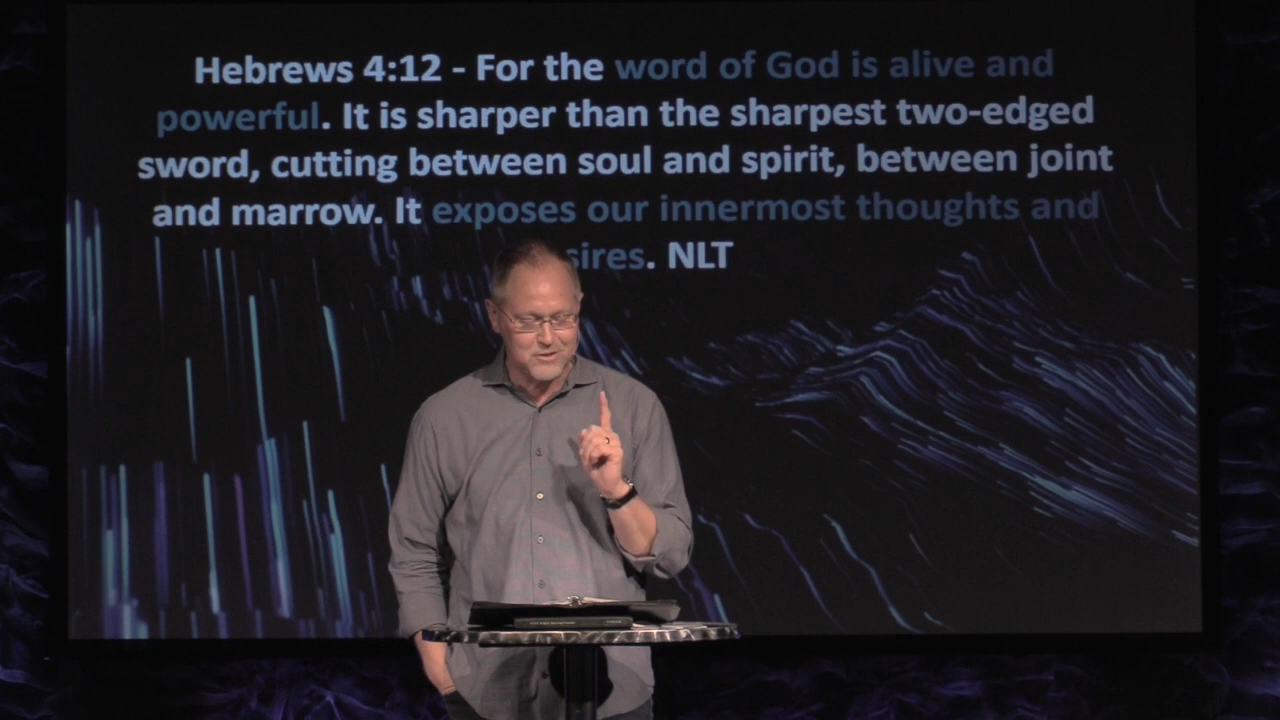 Hebrews 4:12 - For the word of God is alive and
powerful. It is sharper than the sharpest two-edged
sword, cutting between soul and spirit, between joint
and marrow. It exposes our innermost thoughts and
sires. NLT